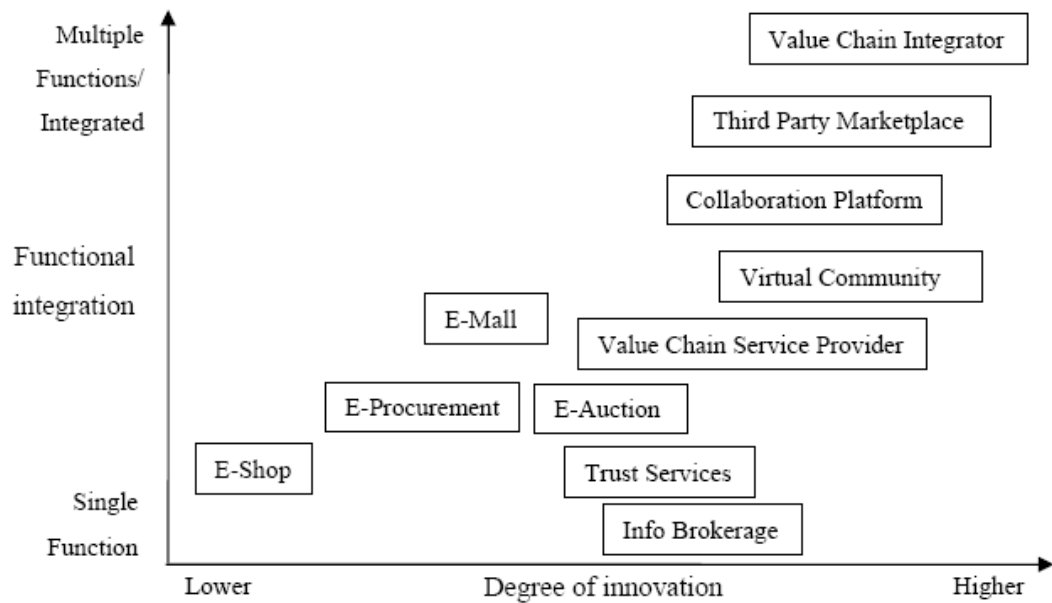 Multiple
Functions/
Integrated
Value Chain Integrator
Third Party Marketplace
Collaboration Platform
Functional
integration
Virtual Community
E-Mall
Value Chain Service Provider
E-Procurement
E-Auction
E-Shop
Trust Services
Single
Function
Info Brokerage
Lower
Degree of innovation
Higher